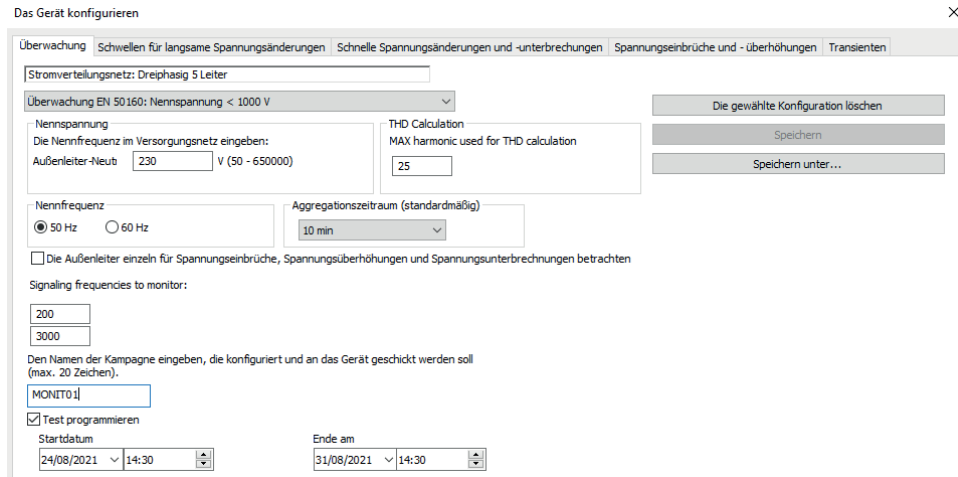 Das Gerät konfigurieren
Überwachung Schwellen für langsame Spannungsänderungen Schnelle Spannungsänderungen und -unterbrechungen Spannungseinbrüche und - überhöhungen Transienten
Stromverteilungsnetz: Dreiphasig 5 Leiter
Überwachung EN 50160: Nennspannung < 1000 V
Die gewählte Konfiguration löschen
Speichern
Speichern unter...
Nennspannung
Die Nennfrequenz im Versorgungsnetz eingeben:
Außenleiter-Neutr 230 V (50 - 650000)
THD Calculation
MAX harmonic used for THD calculation
25
Nennfrequenz
50 Hz 60 Hz
Aggregationszeitraum (standardmäßig)
10 min
Die Außenleiter einzeln für Spannungseinbrüche, Spannungsüberhöhungen und Spannungsunterbrechnungen betrachten
Signaling frequencies to monitor:
200
3000
Den Namen der Kampagne eingeben, die konfiguriert und an das Gerät geschickt werden soll
(max. 20 Zeichen).
MONIT01
Test programmieren
Startdatum
24/08/2021 14:30
Ende am
31/08/2021 14:30